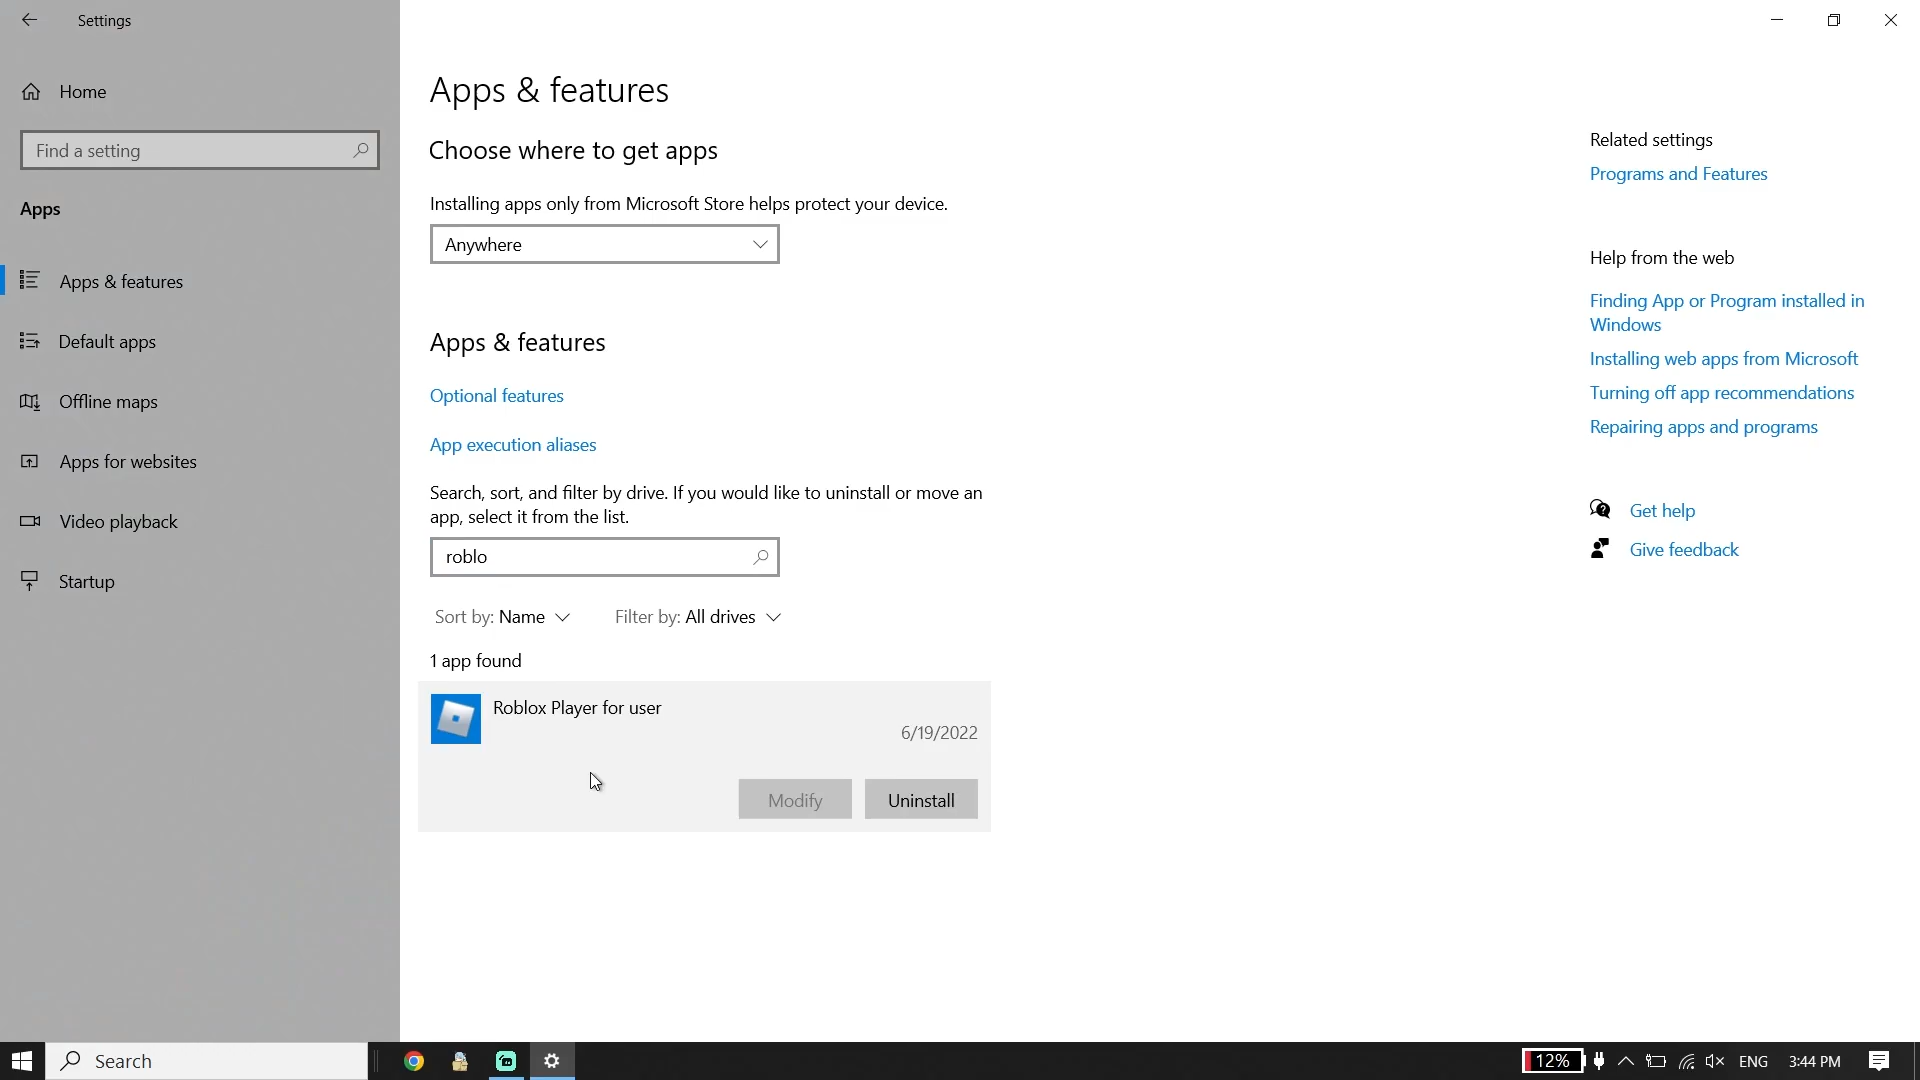 Settings
Home
Find a setting
Apps
Apps & features
Default apps
Offline maps
Apps for websites
Video playback
Startup
Apps & features
Choose where to get apps
Installing apps only from Microsoft Store helps protect your device.
Anywhere
Apps & features
Optional features
App execution aliases
Search, sort, and filter by drive. If you would like to uninstall or move an
app, select it from the list.
roblo
Sort by: Name
Filter by: All drives
1 app found
Roblox Player for user
6/19/2022
Modify
Uninstall
Related settings
Programs and Features
Help from the web
Finding App or Program installed in
Windows
Installing web apps from Microsoft
Turning off app recommendations
Repairing apps and programs
Get help
Give feedback
Search
12%
ENG
3:44 PM